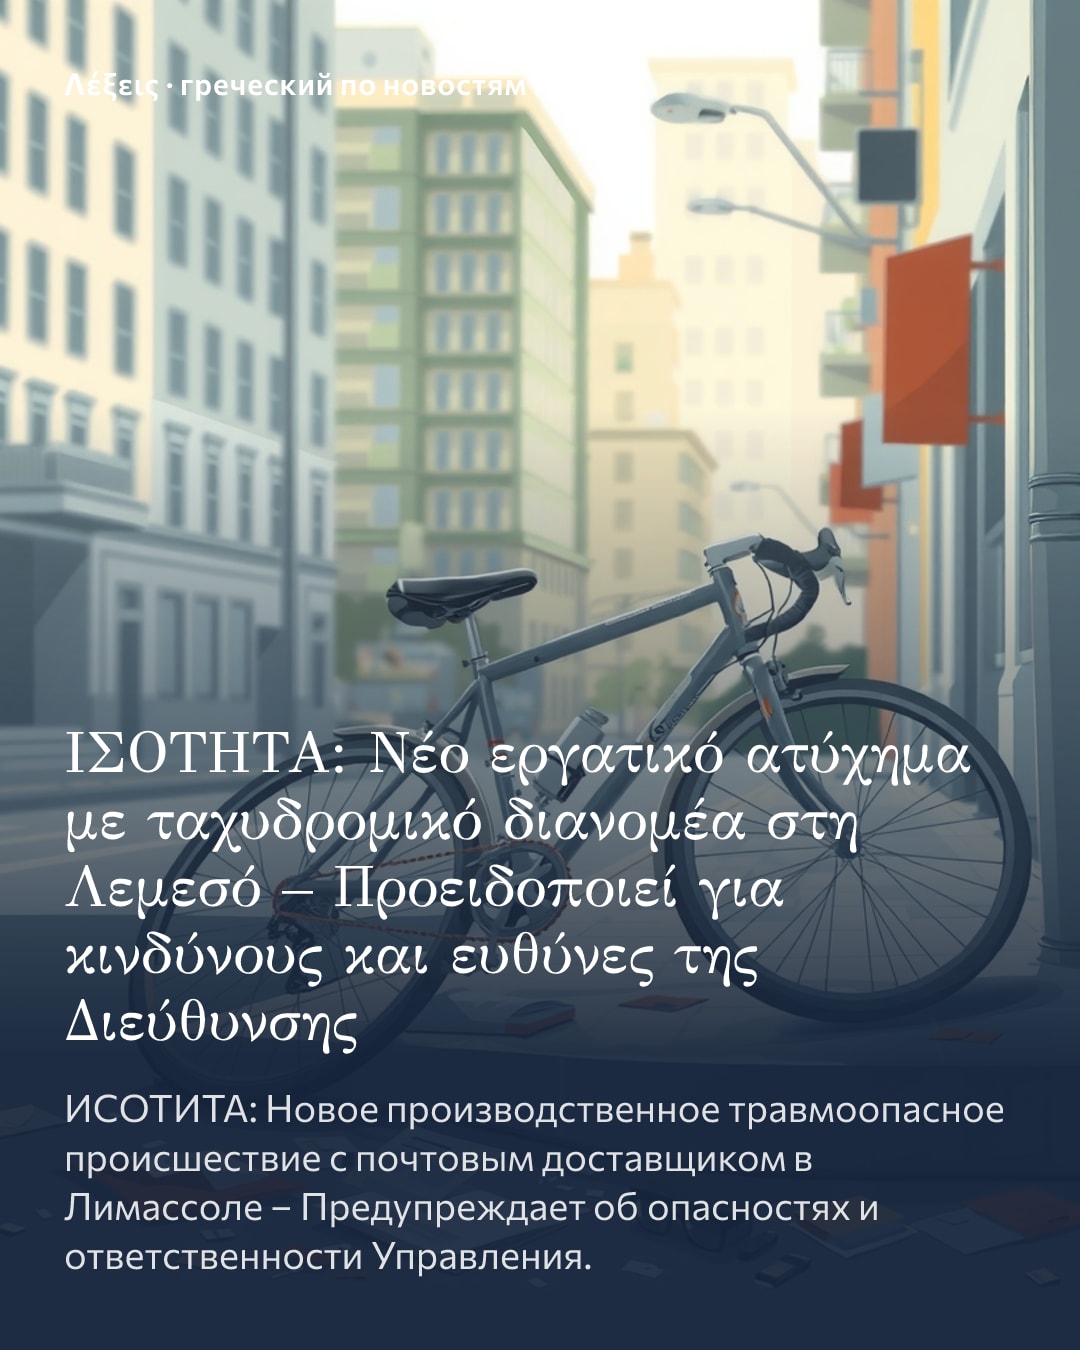 Λέξεις · греческий по новостям
ΙΣΟΤΗΤΑ: Νέο εργατικό ατύχημα
με ταχυδρομικό διανομέα στη
Λεμεσό – Προειδοποιεί για
κινδύνους και ευθύνες της
Διεύθυνσης
ИСОТИТА: Новое производственное травмоопасное
происшествие с почтовым доставщиком в
Лимассоле – Предупреждает об опасностях и
ответственности Управления.